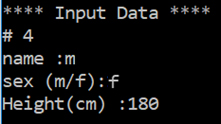 **** Input Data ****
# 4
name :m
sex (m/f):f
Height(cm) :180